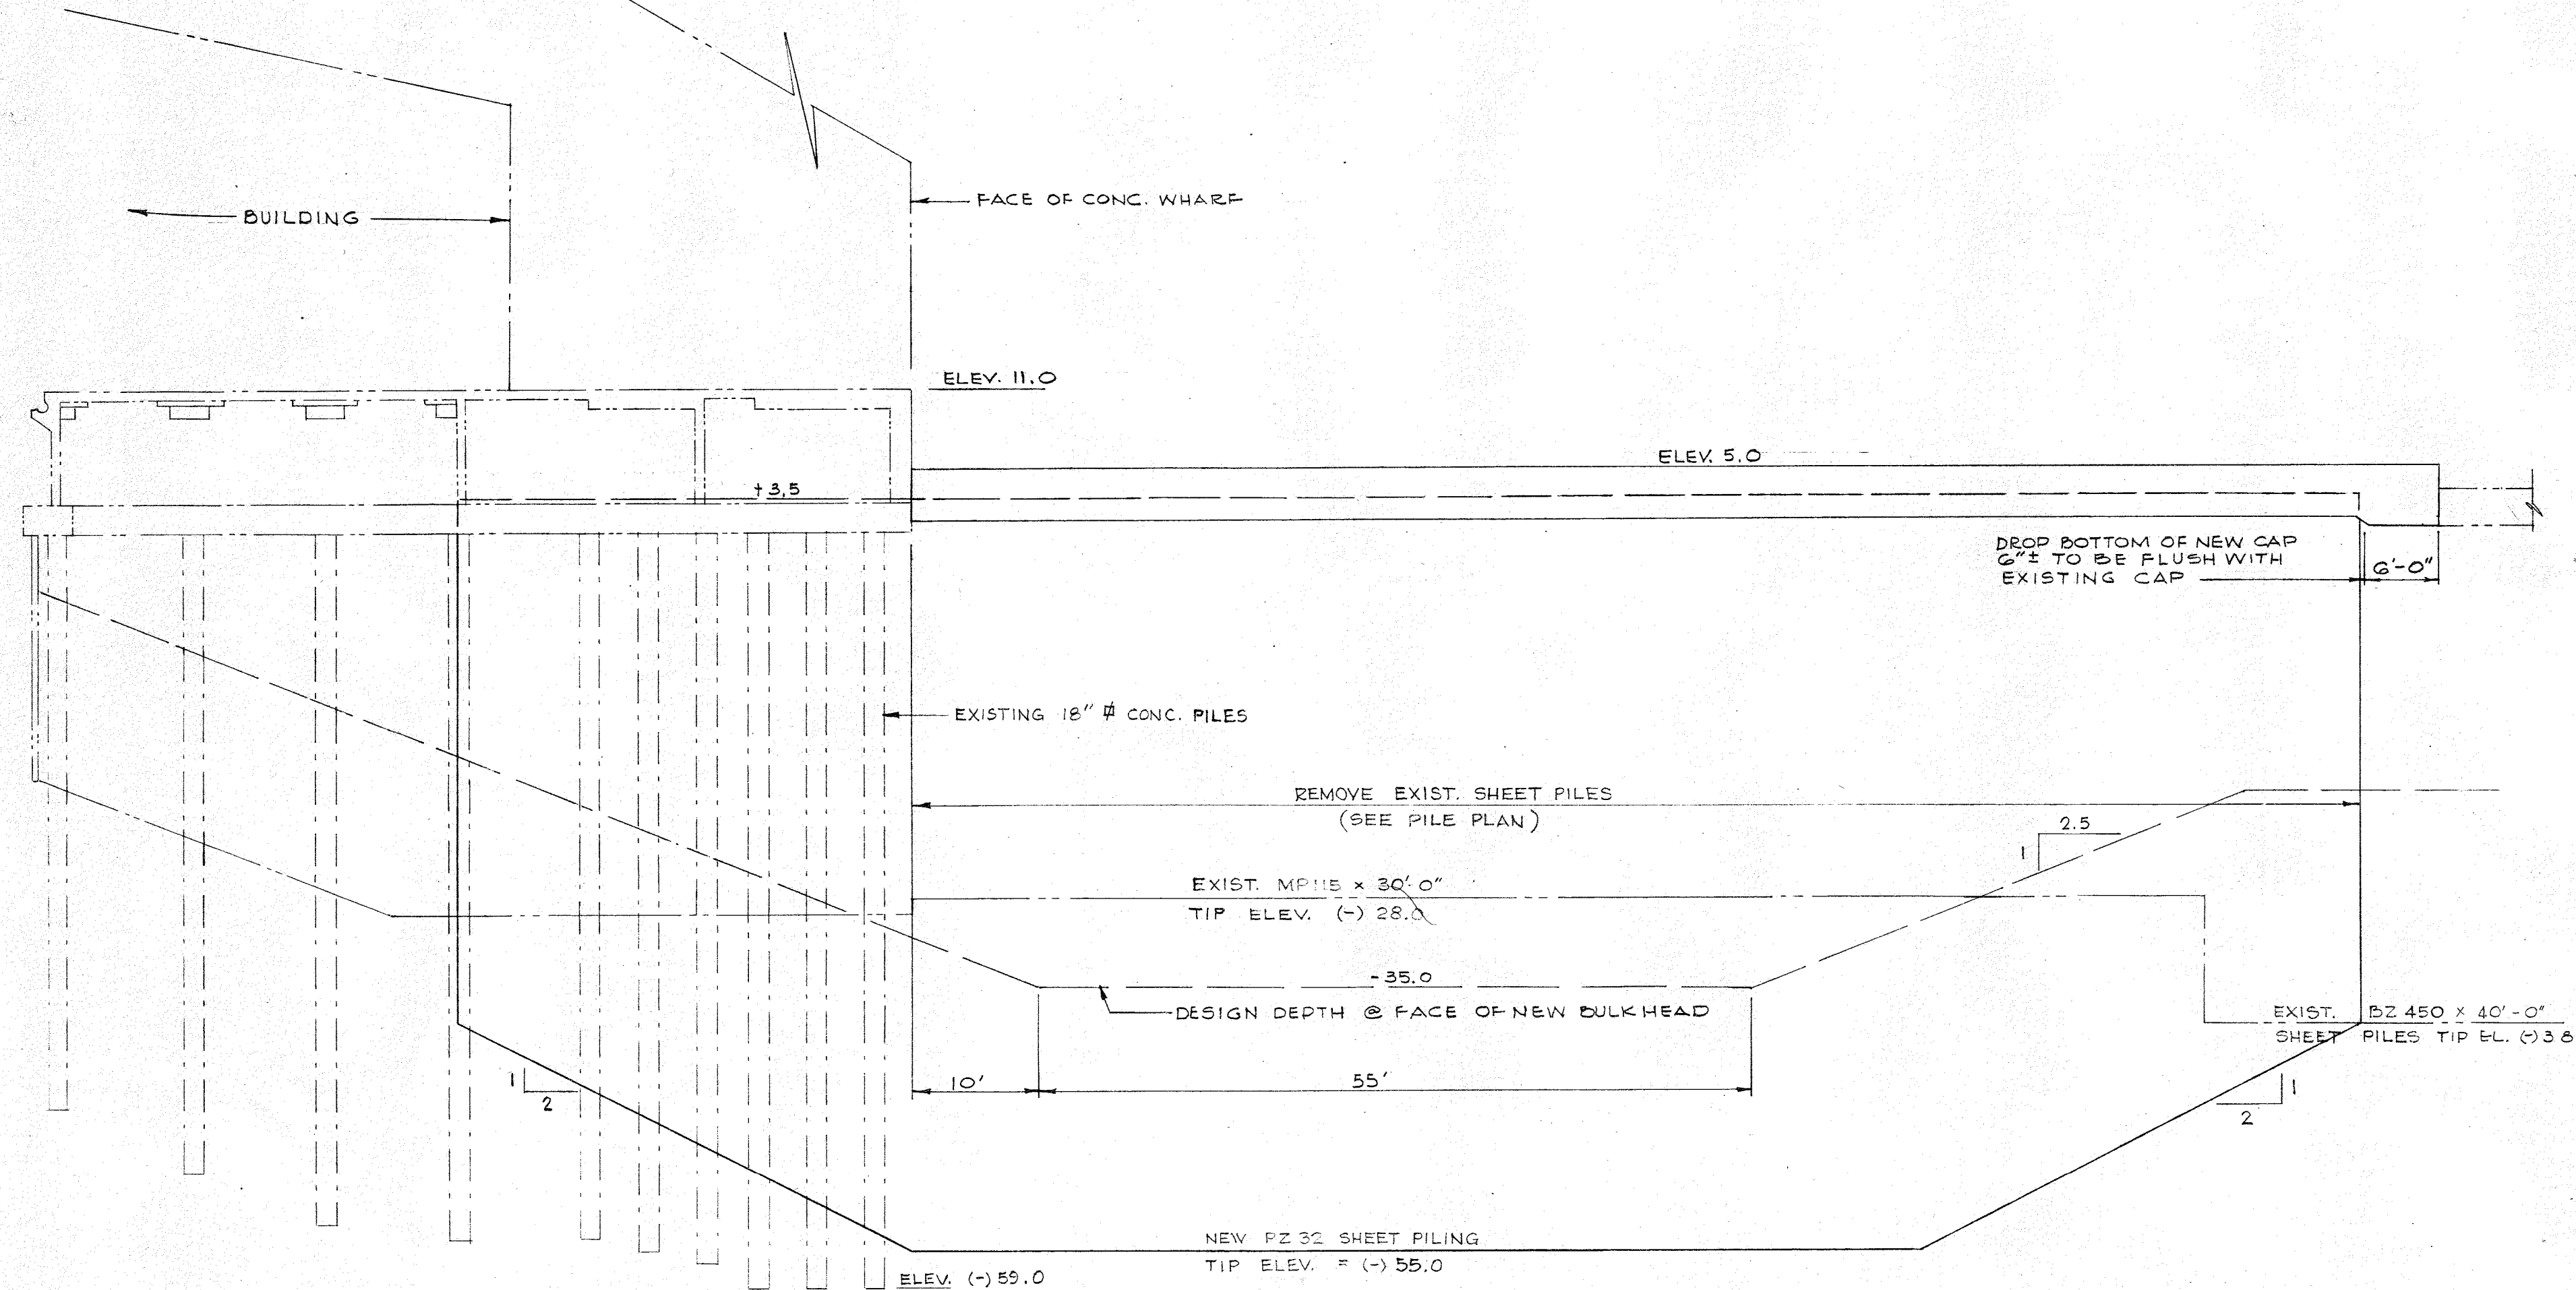 BUILDING
FACE OF CONC. WHARF
ELEV. 11.0
ELEV. 5.0
+3.5
DROP BOTTOM OF NEW CAP
6"± TO BE FLUSH WITH
EXISTING CAP
6'-0"
EXISTING 18" ⌀ CONC. PILES
REMOVE EXIST. SHEET PILES
(SEE PILE PLAN)
2.5
1
EXIST. MP115 x 30'-0"
TIP ELEV. (-) 28.0
-35.0
DESIGN DEPTH @ FACE OF NEW BULKHEAD
EXIST. BZ 450 x 40'-0"
SHEET PILES TIP EL. (-)38
10'
55'
1
2
1
2
NEW PZ 32 SHEET PILING
TIP ELEV. = (-) 55.0
ELEV. (-) 59.0